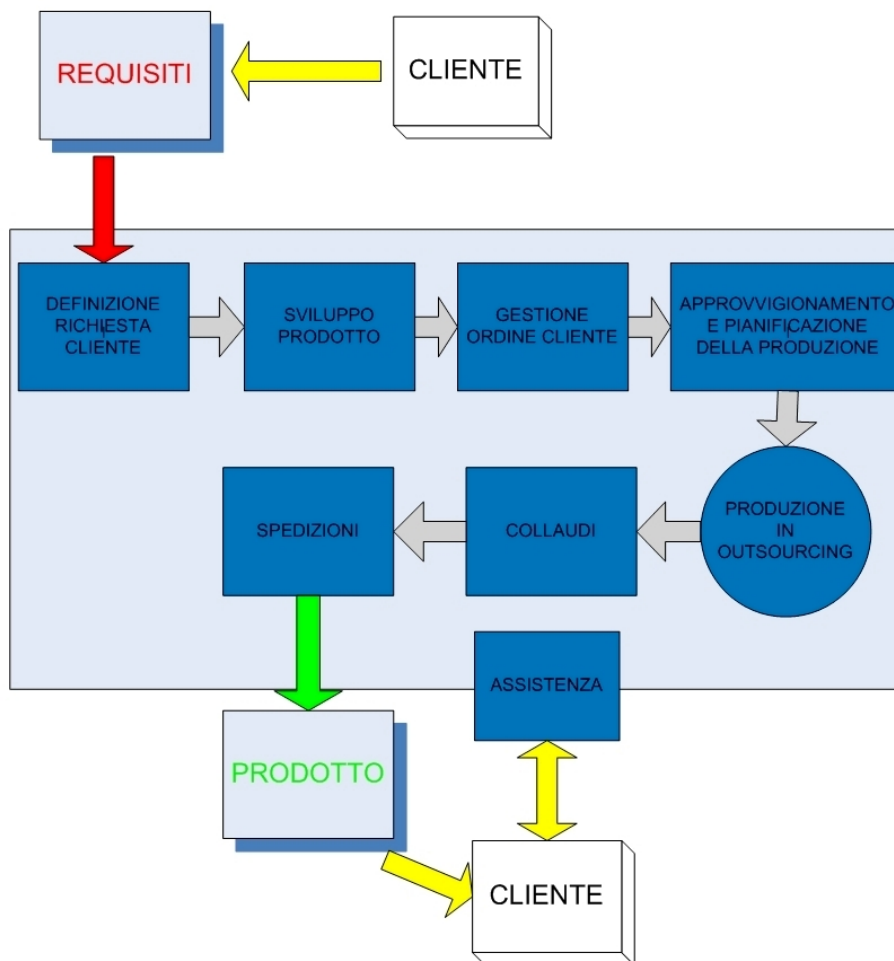 REQUISITI
CLIENTE
DEFINIZIONE
RICHIESTA
CLIENTE
SVILUPPO
PRODOTTO
GESTIONE
ORDINE CLIENTE
APPROVVIGIONAMENTO
E PIANIFICAZIONE
DELLA PRODUZIONE
SPEDIZIONI
COLLAUDI
PRODUZIONE
IN
OUTSOURCING
ASSISTENZA
PRODOTTO
CLIENTE